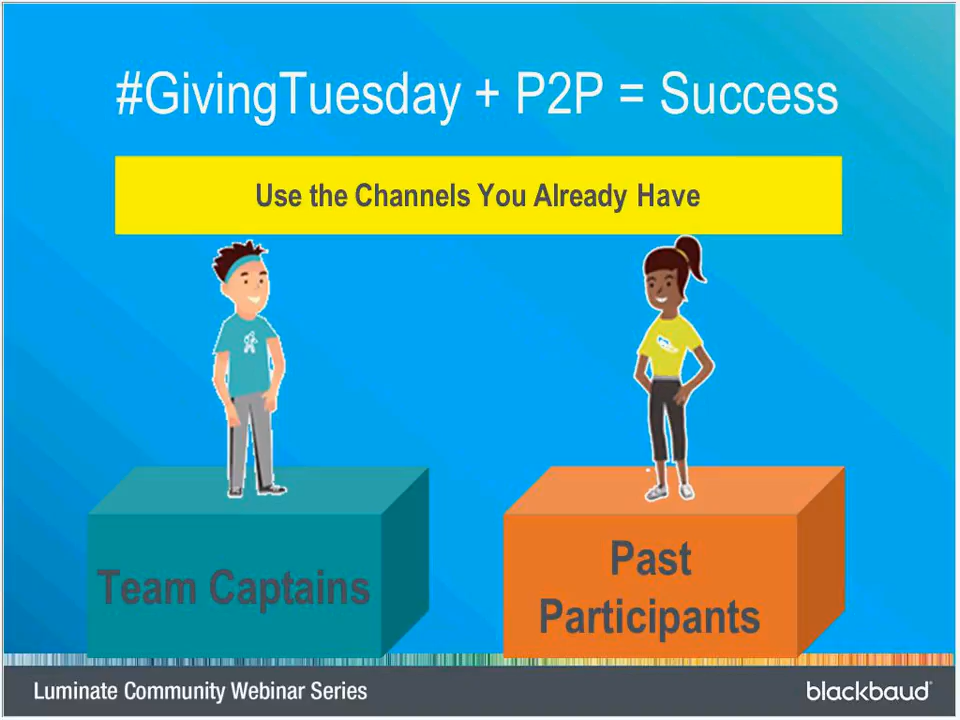 #GivingTuesday + P2P = Success
Use the Channels You Already Have
Team Captains
Past
Participants
Luminate Community Webinar Series
blackbaud®